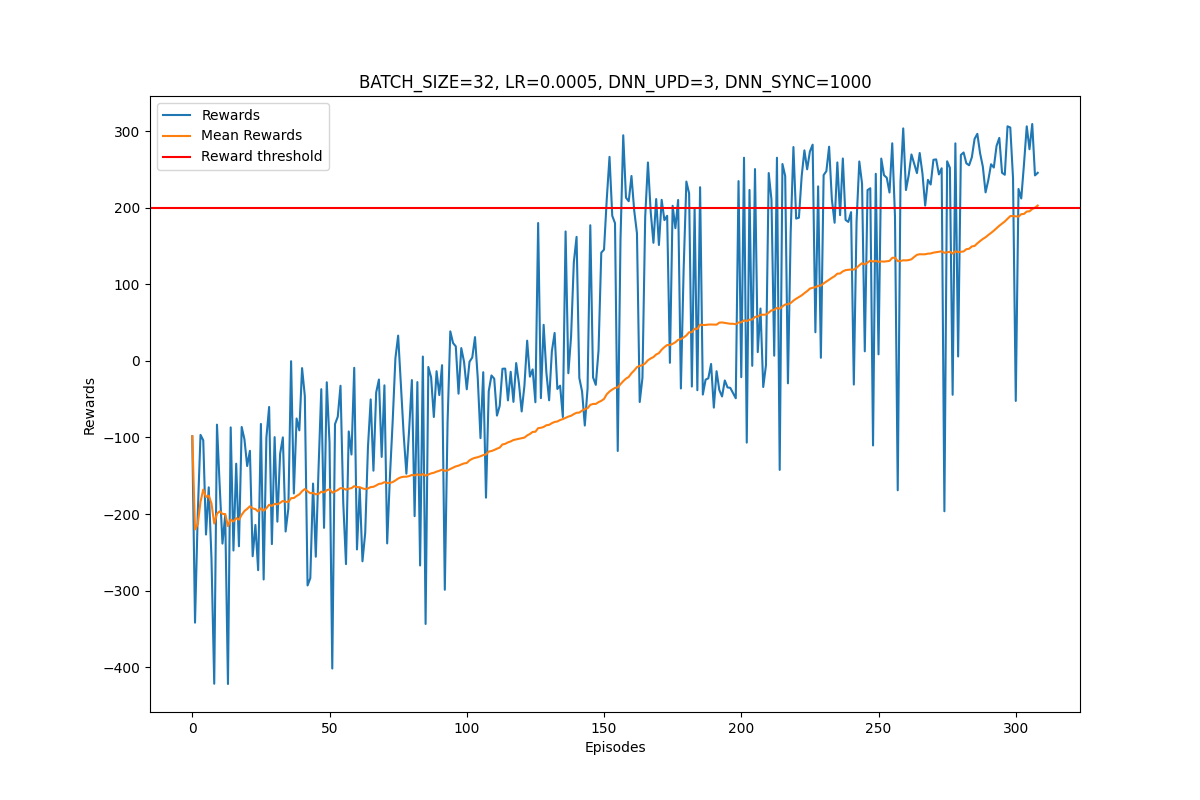 BATCH_SIZE=32, LR=0.0005, DNN_UPD=3, DNN_SYNC=1000
Rewards
Mean Rewards
Reward threshold
300
200
100
0
−100
−200
−300
−400
Rewards
0
50
100
150
200
250
300
Episodes